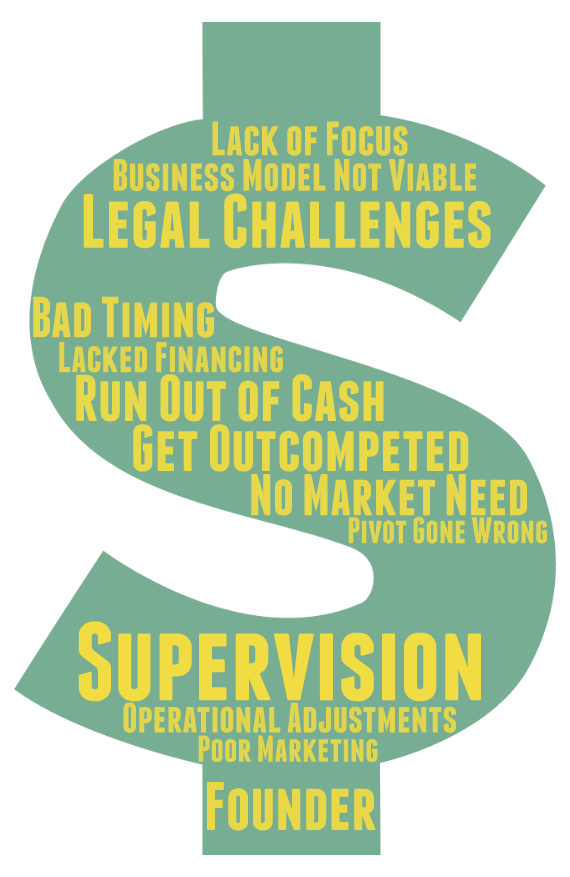 Lack of Focus
Business Model Not Viable
Legal Challenges
Bad Timing
Lacked Financing
Run Out of Cash
Get Outcompeted
No Market Need
Pivot Gone Wrong
Supervision
Operational Adjustments
Poor Marketing
Founder